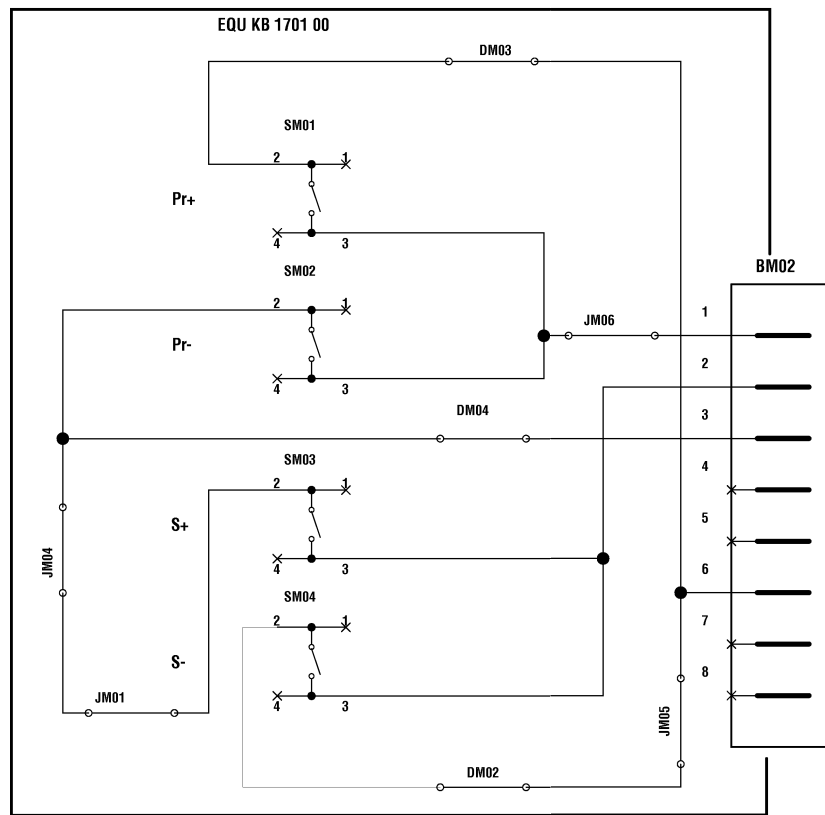 EQU KB 1701 00
DM03
SM01
2 1
Pr+
4 3
SM02
BM02
2 1
1
JM06
Pr-
2
4 3
DM04
3
SM03
4
2 1
S+
5
JM04
4 3
6
SM04
2 1
7
S-
8
JM01
4 3
JM05
DM02